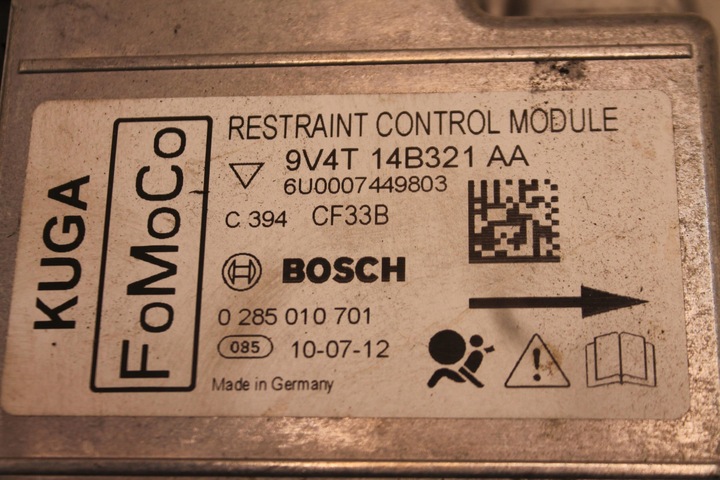 KUGA
FoMoCo
RESTRAINT CONTROL MODULE
9V4T 14B321 AA
6U0007449803
C 394 CF33B
BOSCH
0 285 010 701
085 10-07-12
Made in Germany